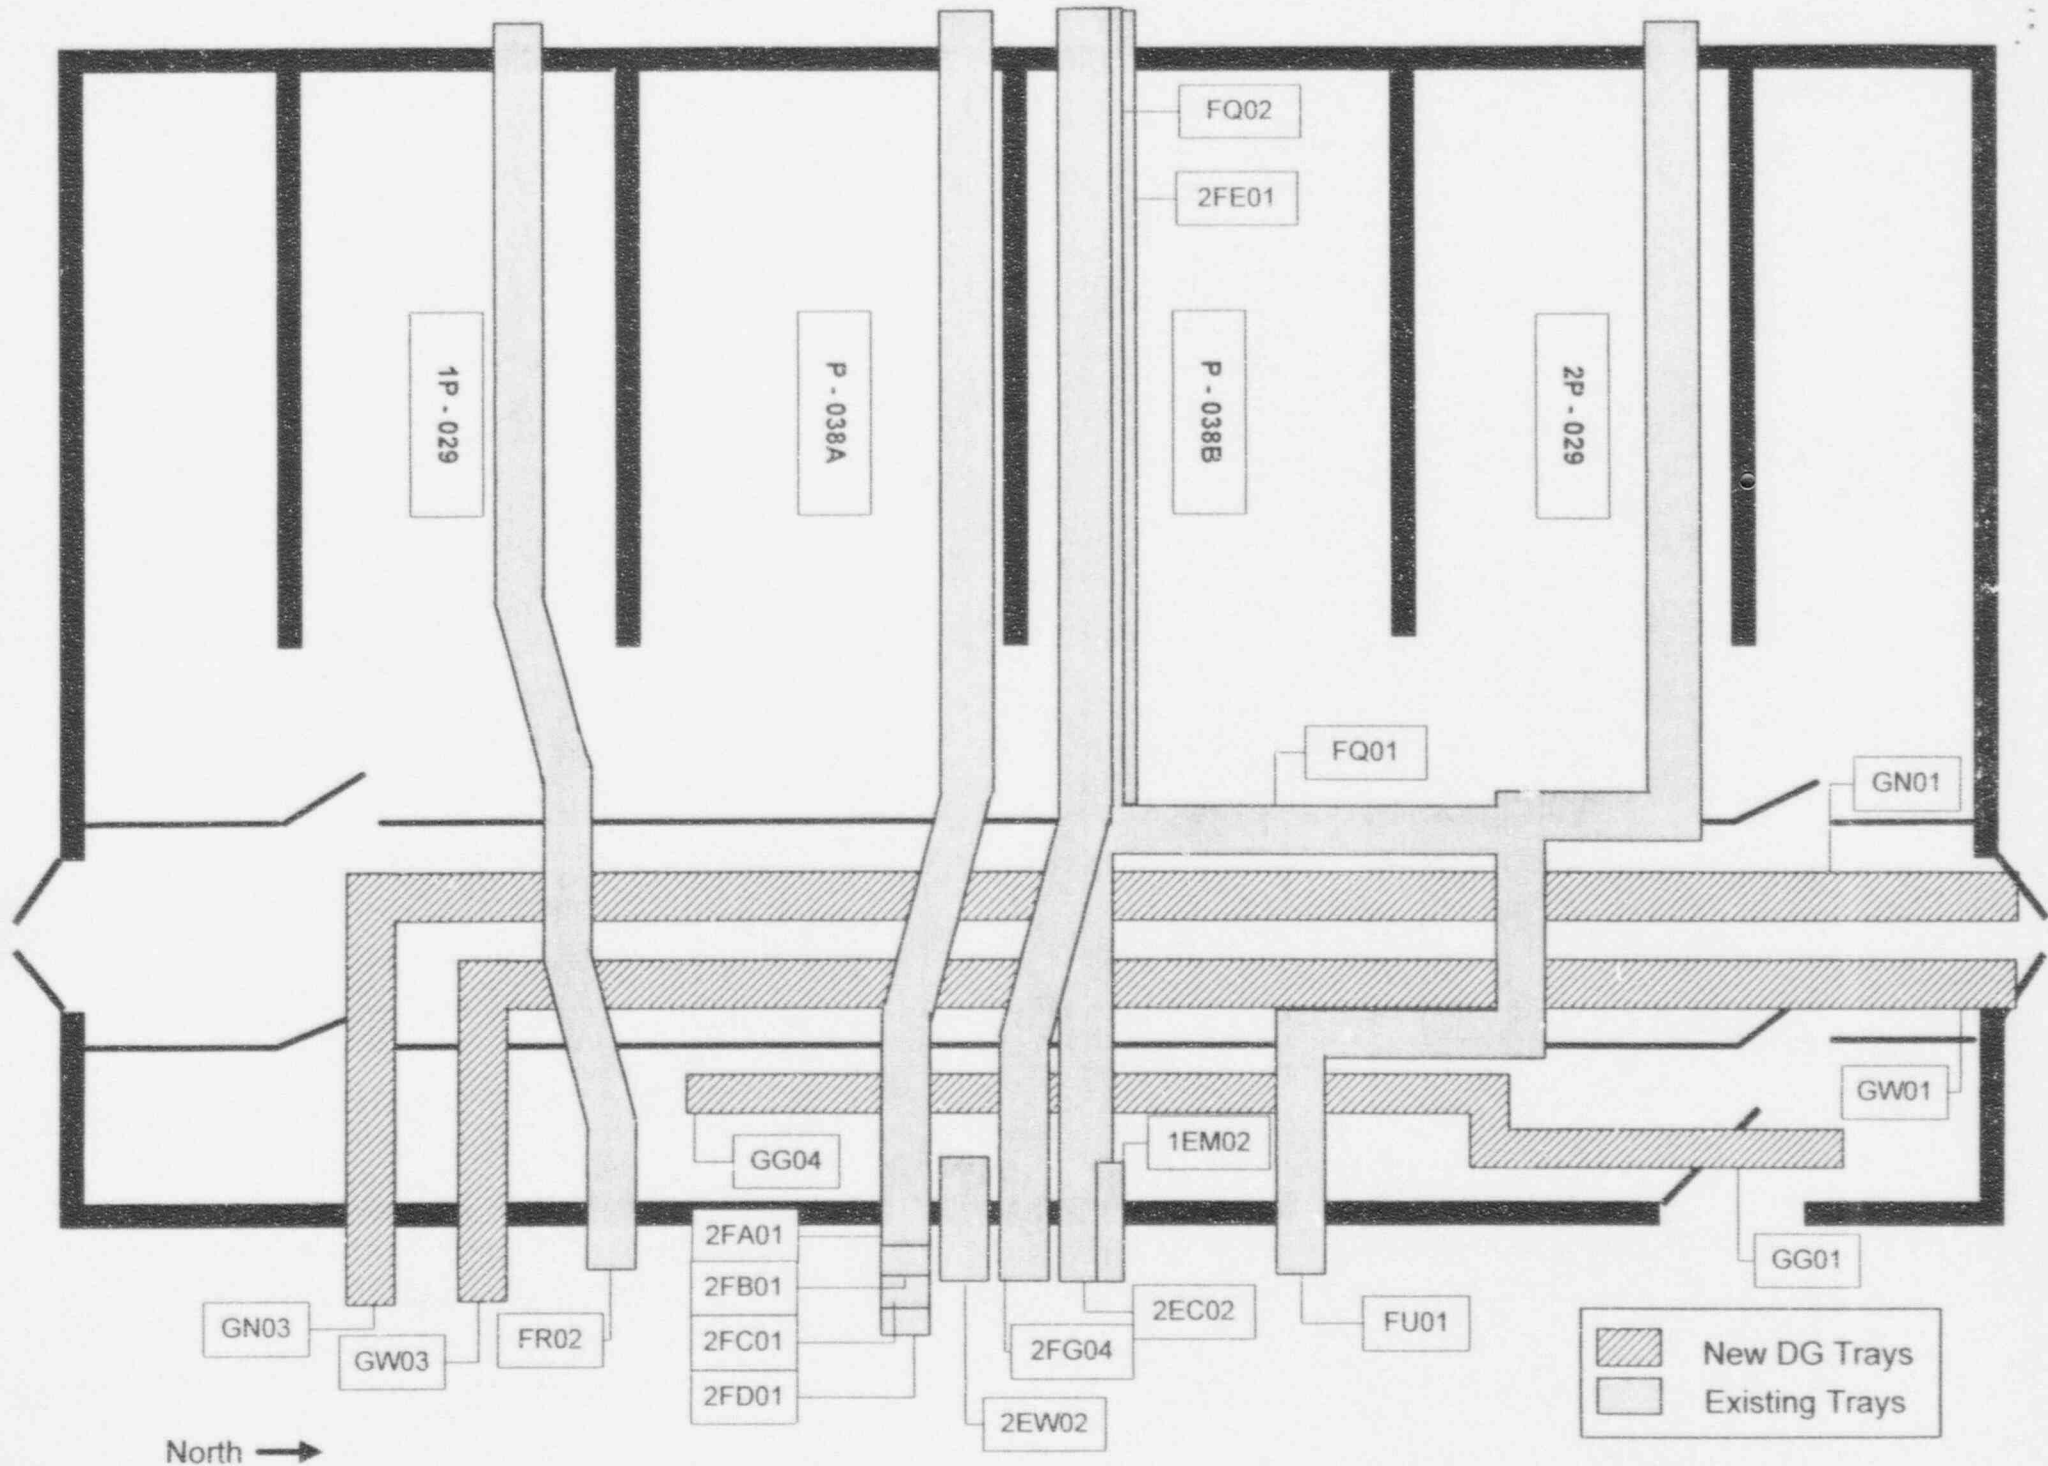 FQ02
2FE01
1P - 029
P - 038A
P - 038B
2P - 029
FQ01
GN01
GW01
1EM02
GG04
2FA01
GG01
2FB01
2EC02
GN03
FU01
FR02
2FC01
2FG04
GW03
New DG Trays
2FD01
Existing Trays
2EW02
North